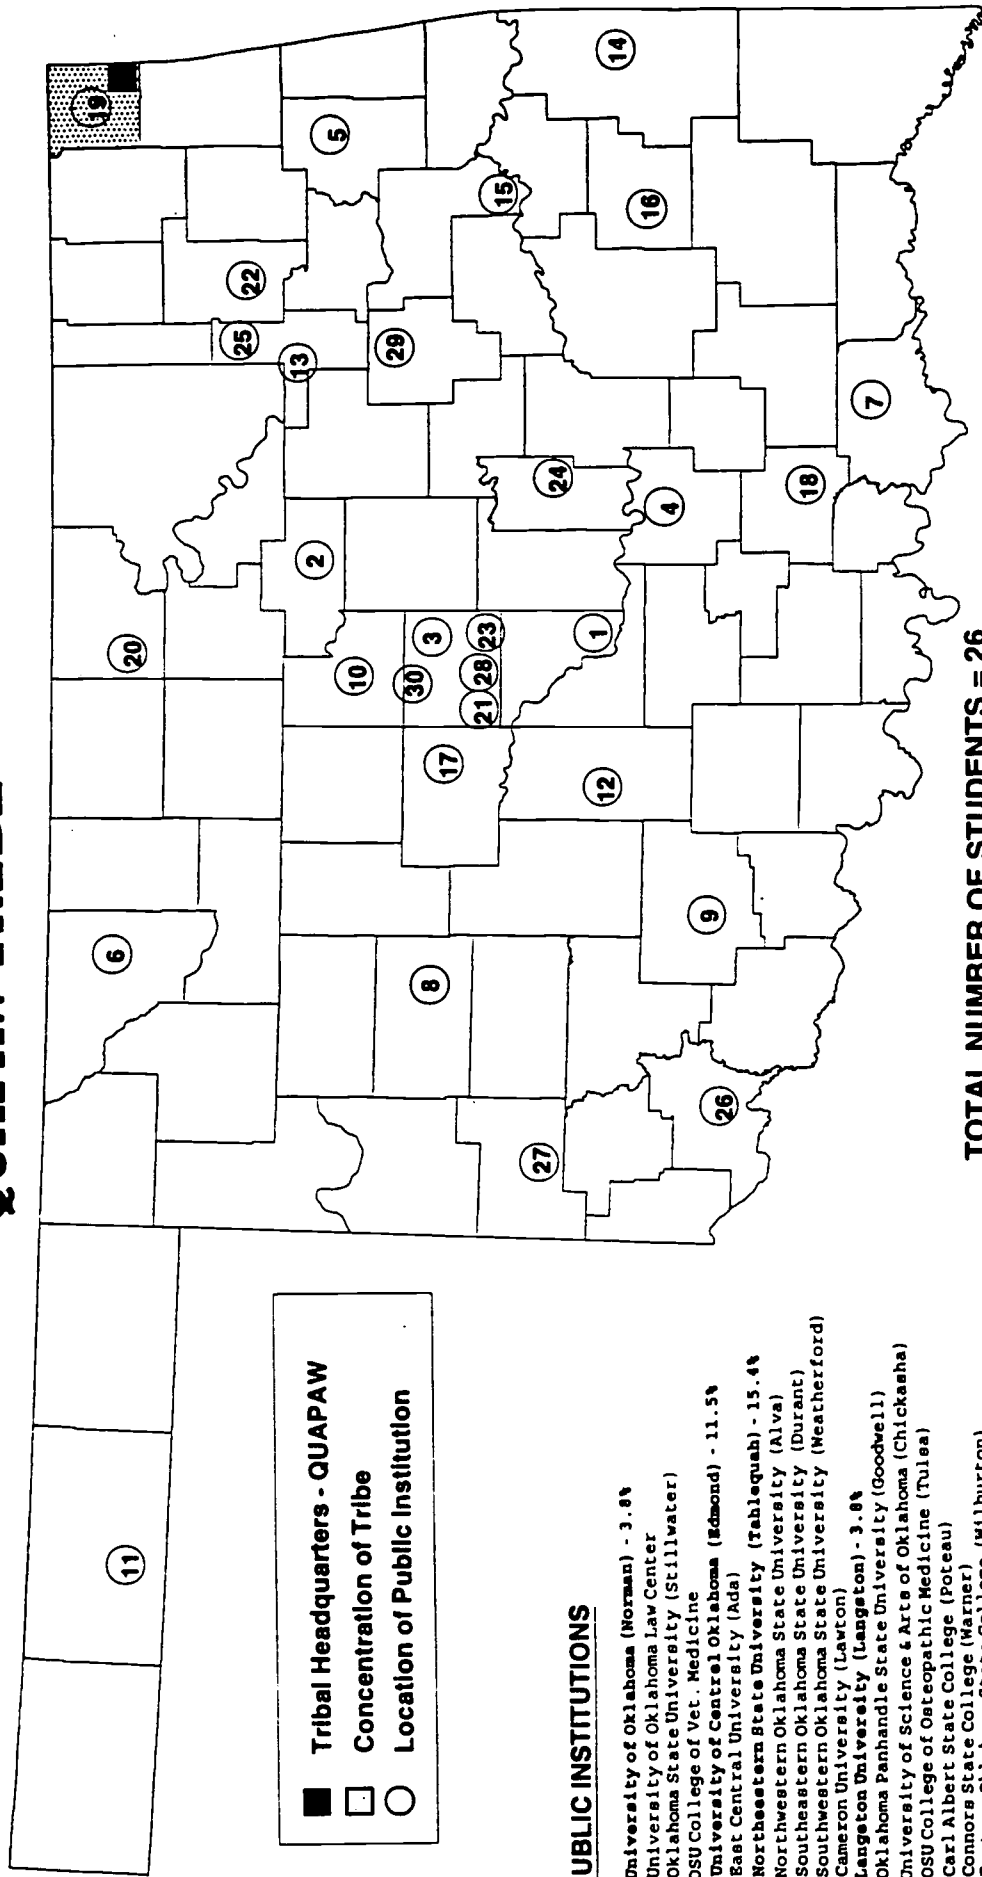 19
14
5
15
16
22
25
13
29
7
24
4
18
2
20
10
3
30
23
28
21
1
17
12
6
8
9
26
27
11
Tribal Headquarters - QUAPAW
Concentration of Tribe
Location of Public Institution
TOTAL NUMBER OF STUDENTS = 26
UBLIC INSTITUTIONS
University of Oklahoma (Norman) - 3.8%
University of Oklahoma Law Center
Oklahoma State University (Stillwater)
OSU College of Vet. Medicine
University of Central Oklahoma (Edmond) - 11.5%
East Central University (Ada)
Northeastern State University (Tahlequah) - 15.4%
Northwestern Oklahoma State University (Alva)
Southeastern Oklahoma State University (Durant)
Southwestern Oklahoma State University (Weatherford)
Cameron University (Lawton)
Langston University (Langston) - 3.8%
Oklahoma Panhandle State University (Goodwell)
University of Science & Arts of Oklahoma (Chickasha)
OSU College of Osteopathic Medicine (Tulsa)
Carl Albert State College (Poteau)
Connors State College (Warner)